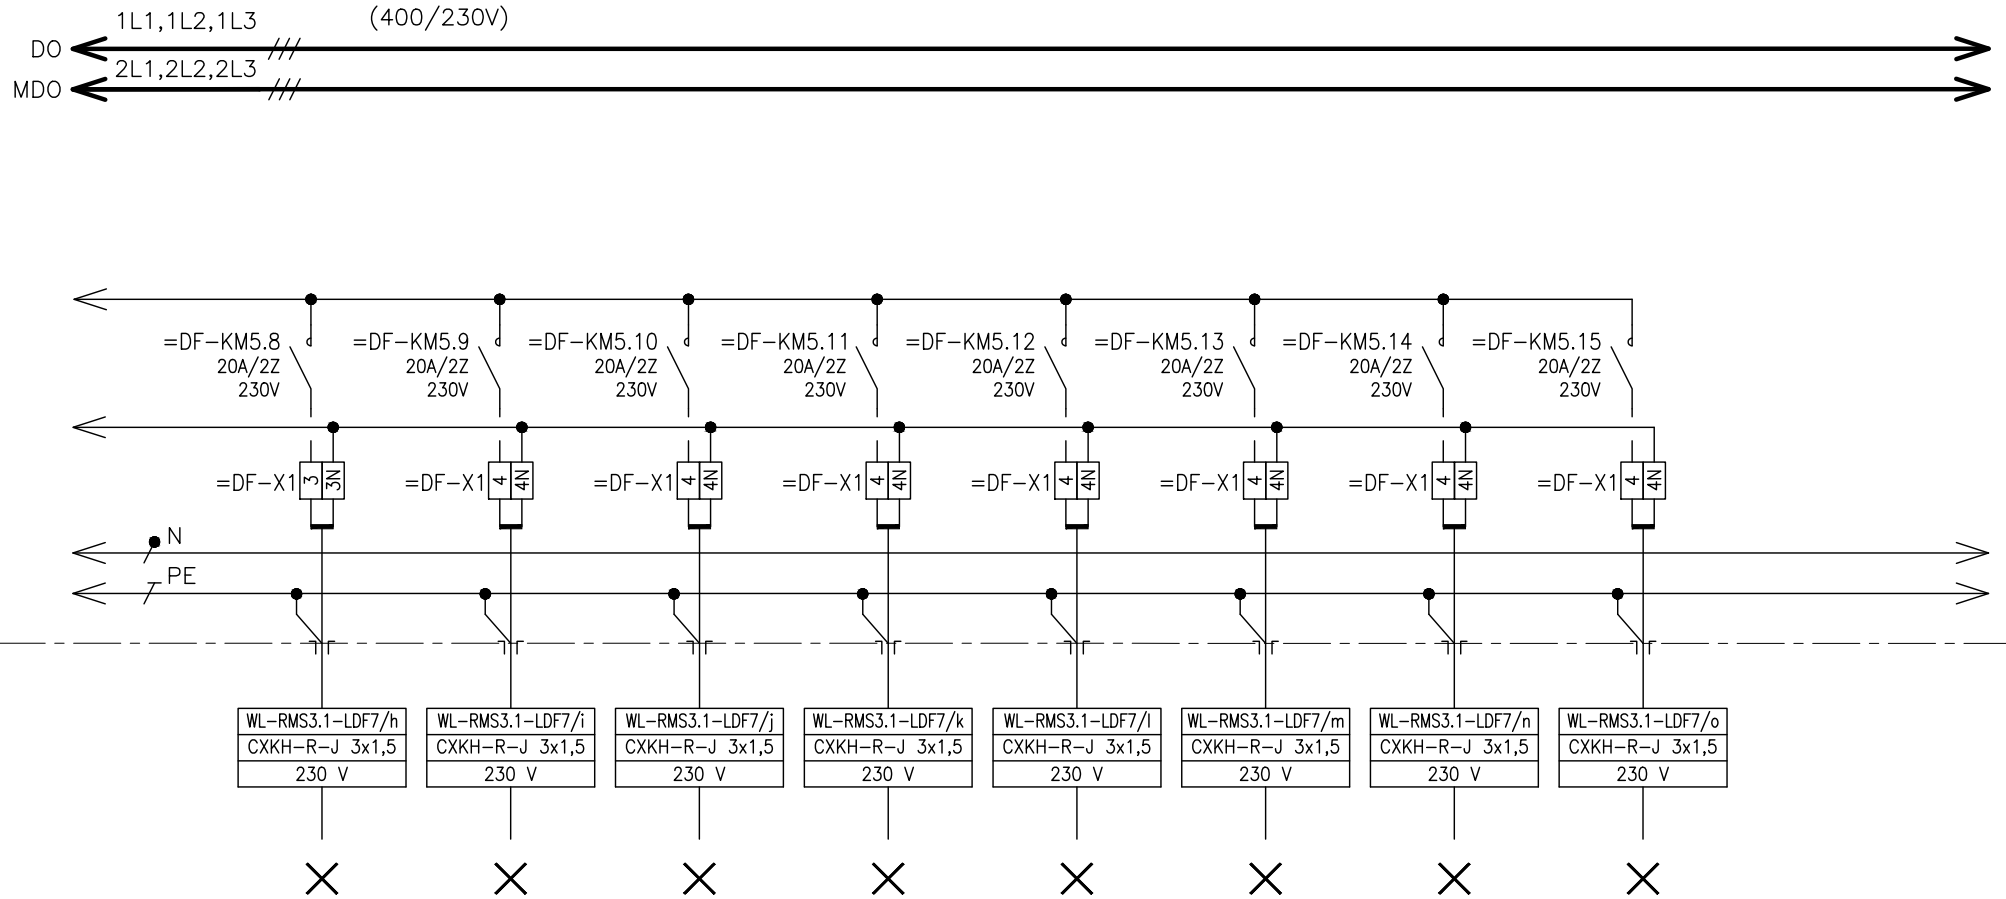 1L1,1L2,1L3 (400/230V)
DO
2L1,2L2,2L3
MDO
=DF-KM5.8 =DF-KM5.9 =DF-KM5.10 =DF-KM5.11 =DF-KM5.12 =DF-KM5.13 =DF-KM5.14 =DF-KM5.15
20A/2Z 20A/2Z 20A/2Z 20A/2Z 20A/2Z 20A/2Z 20A/2Z 20A/2Z
230V 230V 230V 230V 230V 230V 230V 230V
=DF-X1 3 3N =DF-X1 4 4N =DF-X1 4 4N =DF-X1 4 4N =DF-X1 4 4N =DF-X1 4 4N =DF-X1 4 4N =DF-X1 4 4N
N
PE
WL-RMS3.1-LDF7/h WL-RMS3.1-LDF7/i WL-RMS3.1-LDF7/j WL-RMS3.1-LDF7/k WL-RMS3.1-LDF7/l WL-RMS3.1-LDF7/m WL-RMS3.1-LDF7/n WL-RMS3.1-LDF7/o
CXKH-R-J 3x1,5 CXKH-R-J 3x1,5 CXKH-R-J 3x1,5 CXKH-R-J 3x1,5 CXKH-R-J 3x1,5 CXKH-R-J 3x1,5 CXKH-R-J 3x1,5 CXKH-R-J 3x1,5
230 V 230 V 230 V 230 V 230 V 230 V 230 V 230 V